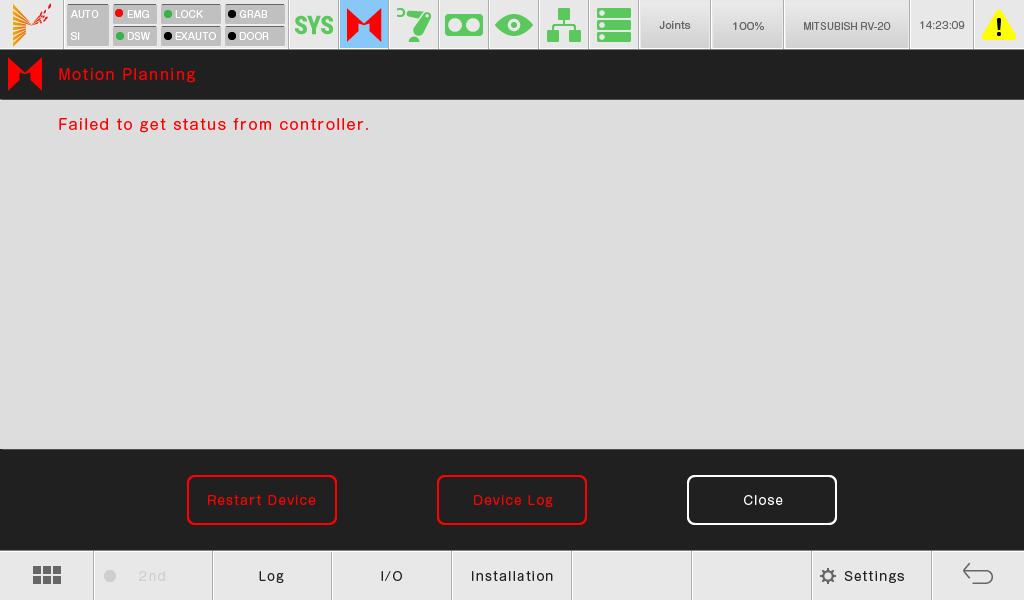 AUTO EMG LOCK GRAB
SI DSW EXAUTO DOOR
SYS
Joints 100% MITSUBISH RV-20 14:23:09
Motion Planning
Failed to get status from controller.
Restart Device Device Log Close
2nd Log I/O Installation Settings